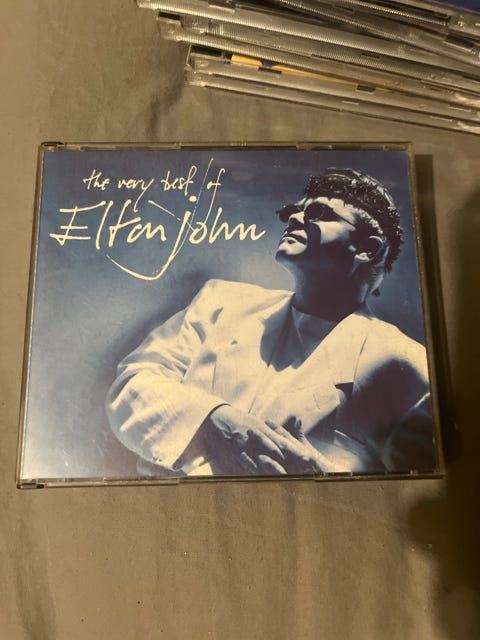 the very best of
Elton John